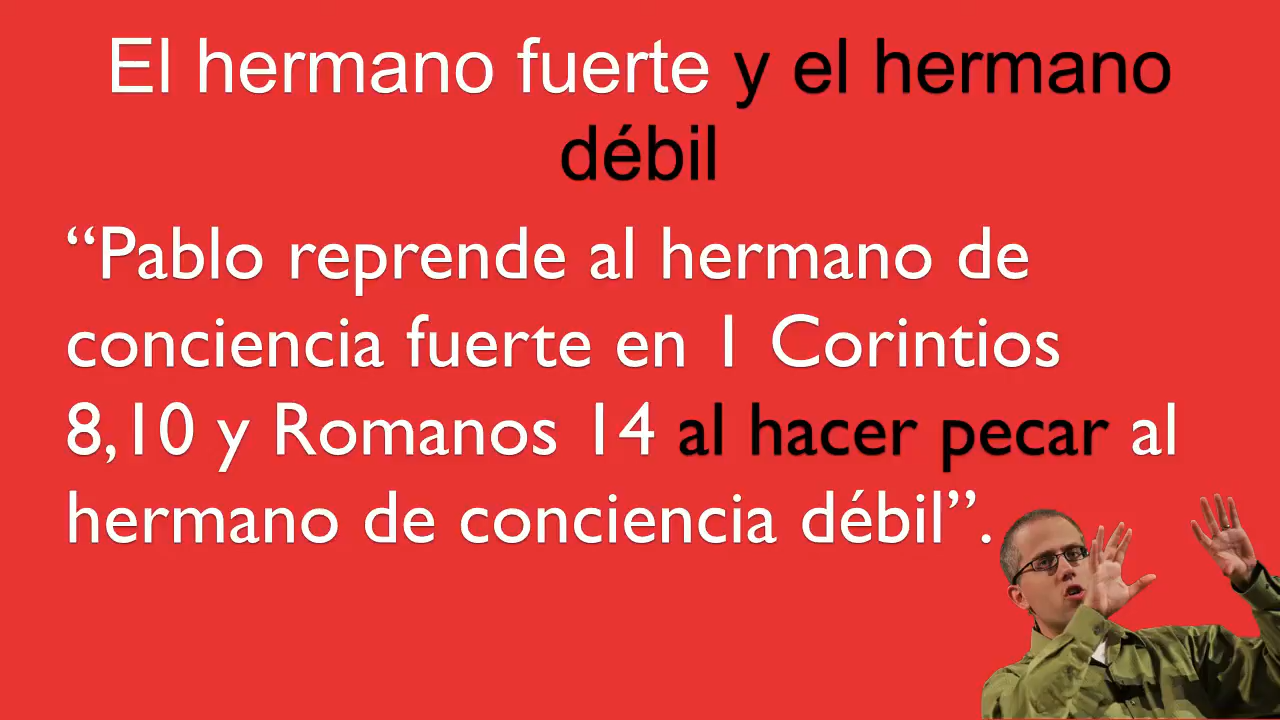 El hermano fuerte y el hermano
débil
“Pablo reprende al hermano de
conciencia fuerte en 1 Corintios
8,10 y Romanos 14 al hacer pecar al
hermano de conciencia débil”.